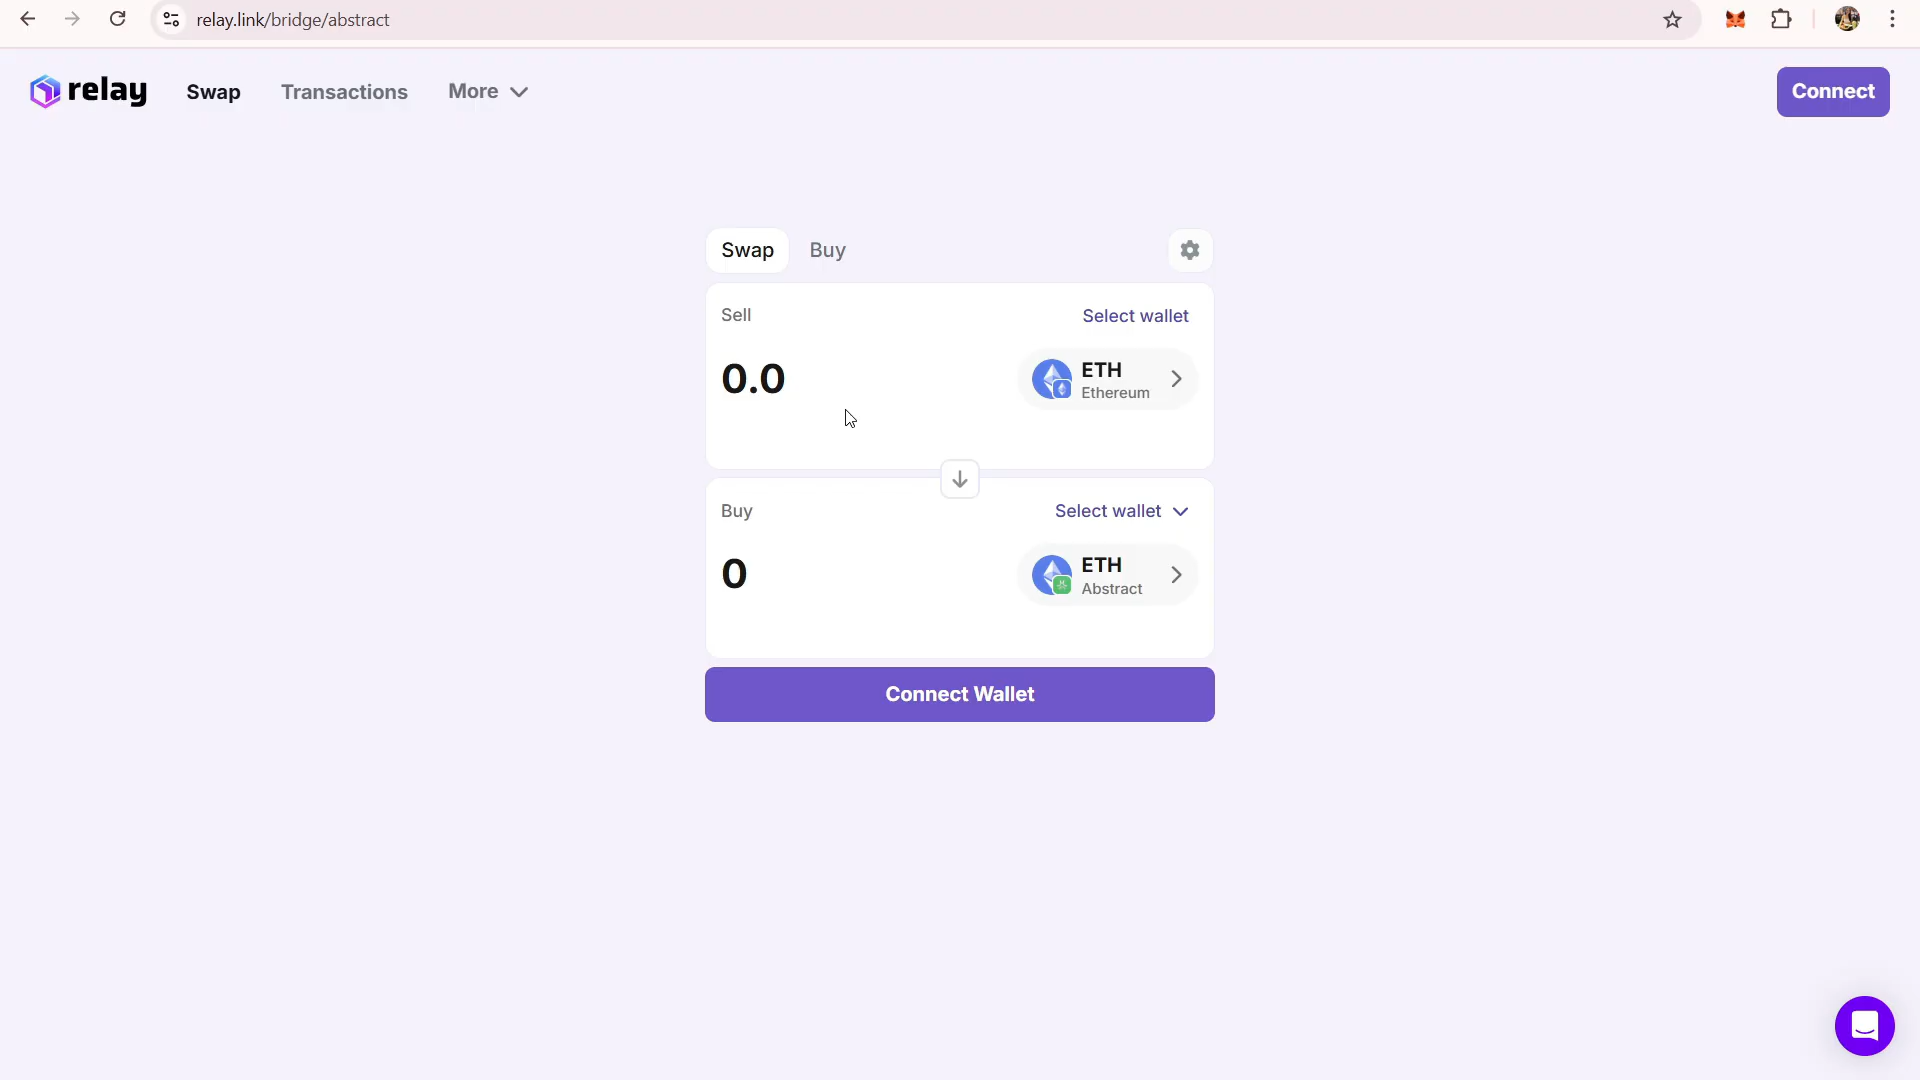 relay.link/bridge/abstract
relay
Swap
Transactions
More
Connect
Swap
Buy
Sell
Select wallet
0.0
ETH
Ethereum
Buy
Select wallet
0
ETH
Abstract
Connect Wallet